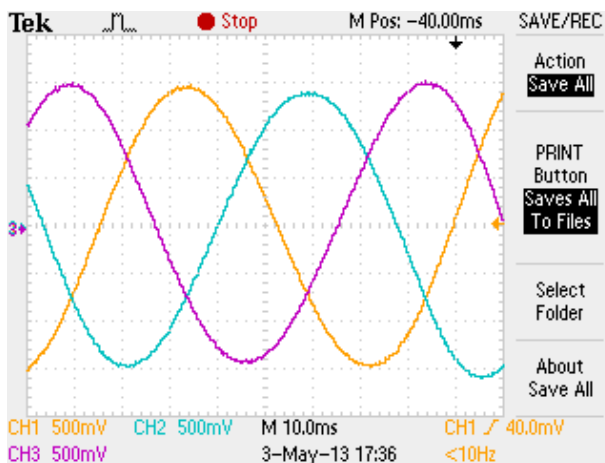 Tek Stop M Pos: -40.00ms SAVE/REC
Action
Save All
PRINT
Button
Saves All
To Files
3
Select
Folder
About
Save All
CH1 500mV CH2 500mV M 10.0ms CH1 / 40.0mV
CH3 500mV 3-May-13 17:36 <10Hz